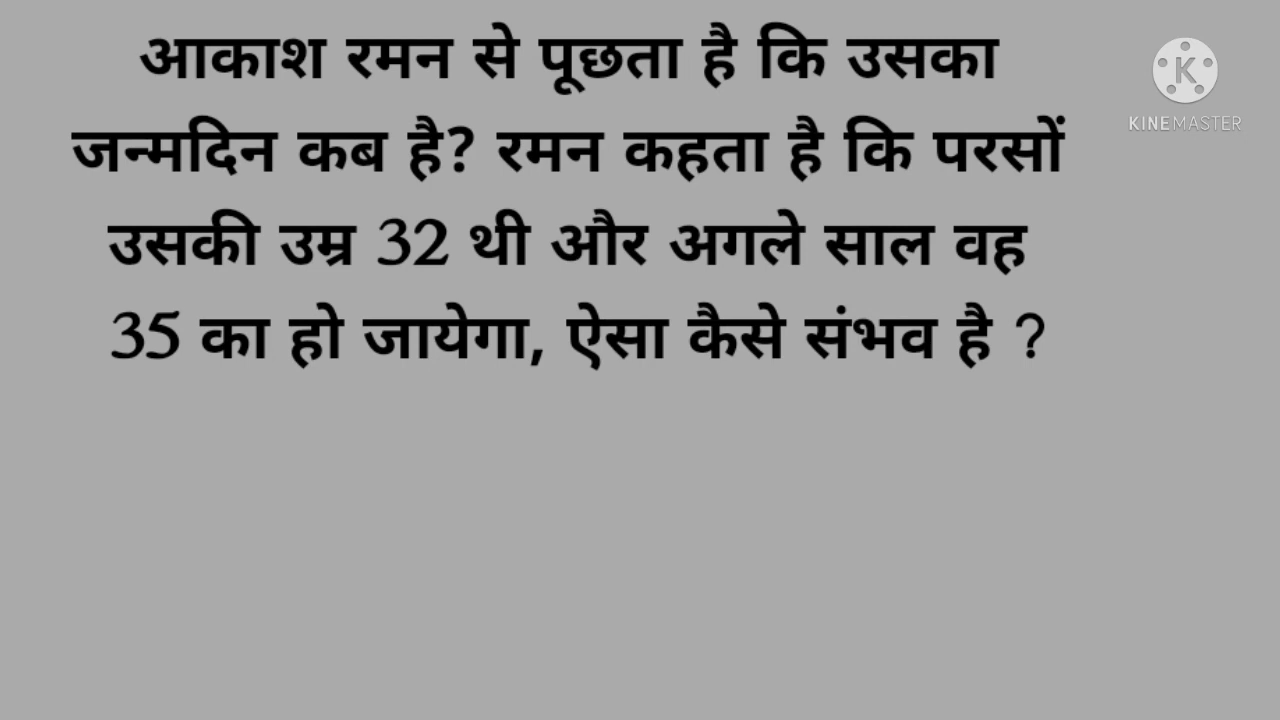 आकाश रमन से पूछता है कि उसका
जन्मदिन कब है? रमन कहता है कि परसों
उसकी उम्र 32 थी और अगले साल वह
35 का हो जायेगा, ऐसा कैसे संभव है ?
K
KINEMASTER